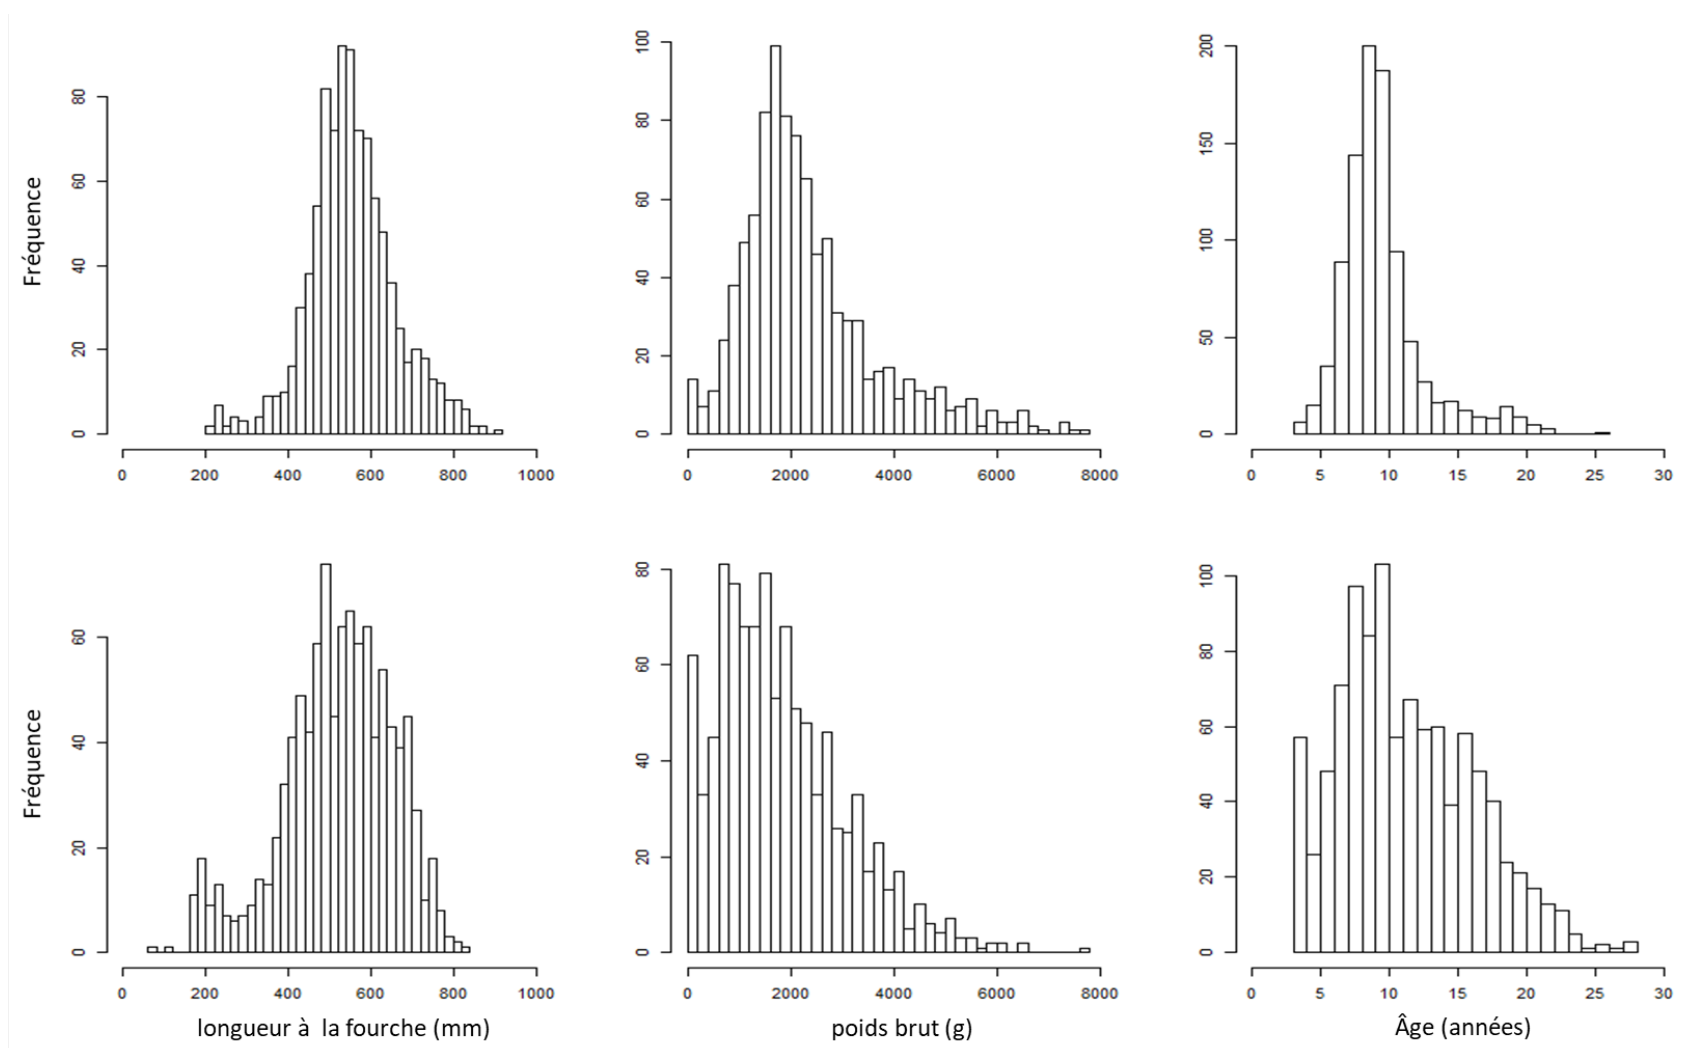 Fréquence
0 20 40 60 80
0 200 400 600 800 1000
0 20 40 60 80 100
0 2000 4000 6000 8000
0 50 100 150 200
0 5 10 15 20 25 30
Fréquence
0 20 40 60
0 200 400 600 800 1000
longueur à la fourche (mm)
0 20 40 60 80
0 2000 4000 6000 8000
poids brut (g)
0 20 40 60 80 100
0 5 10 15 20 25 30
Âge (années)